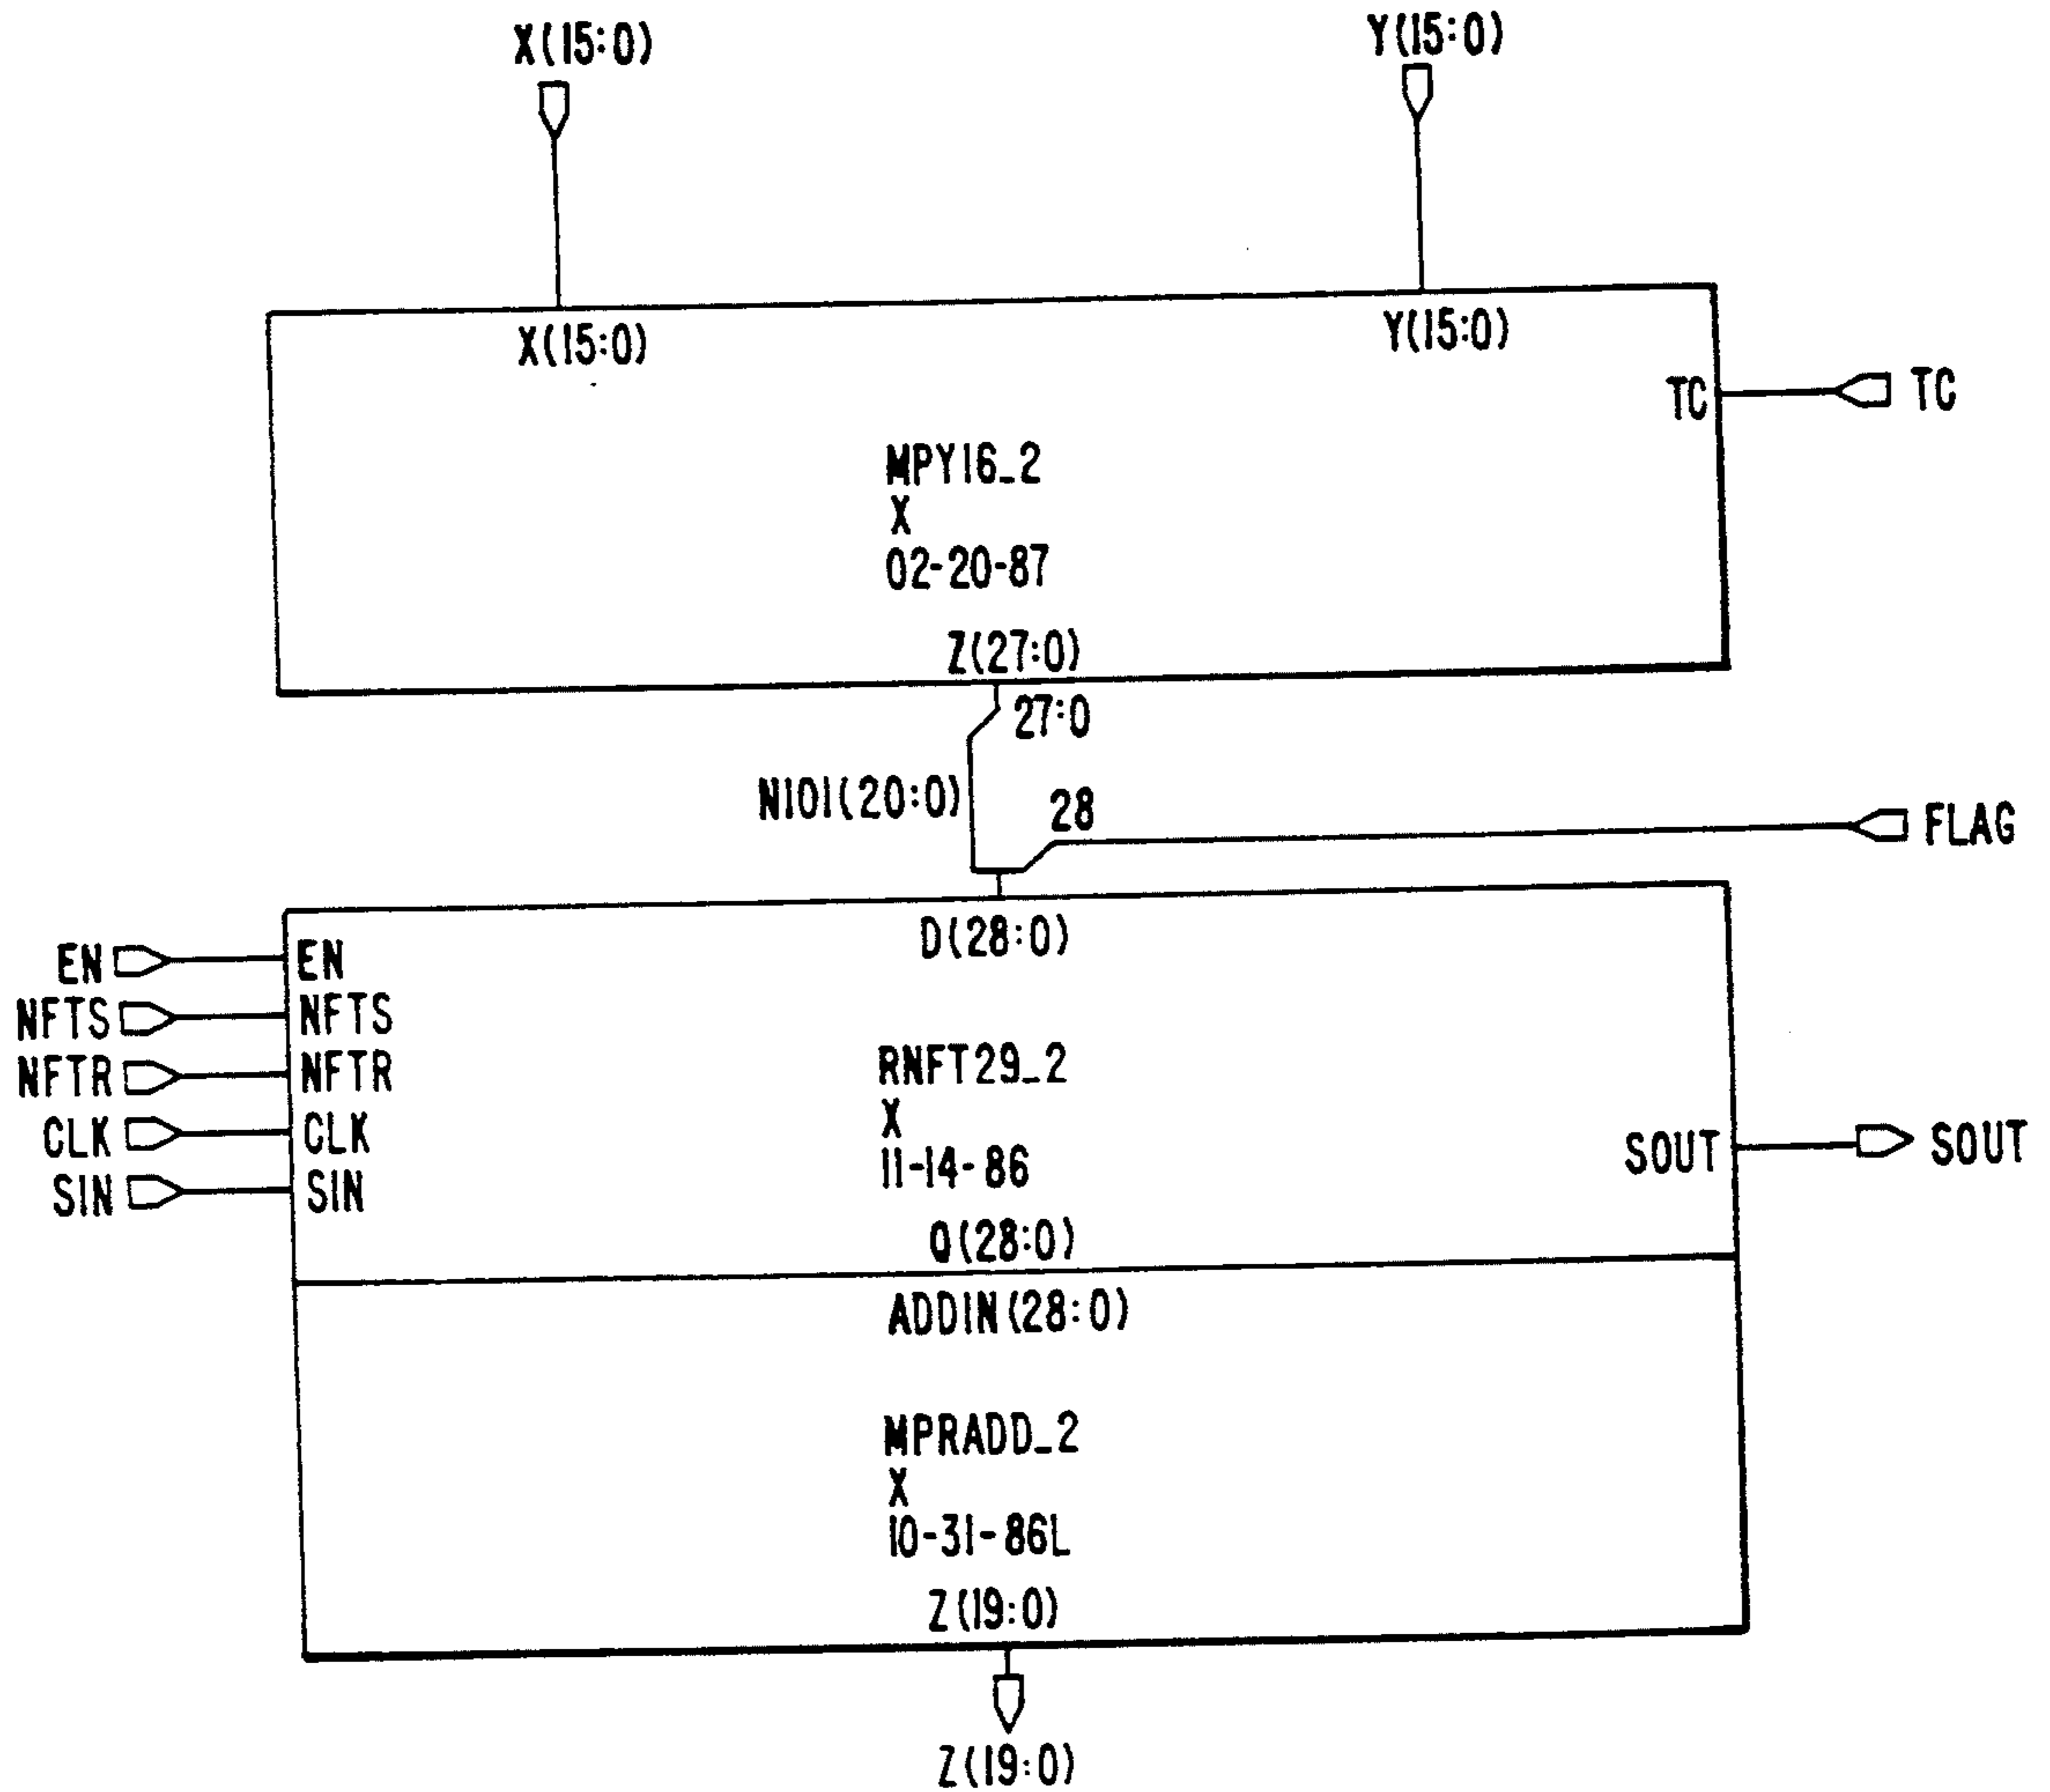 X(15:0)
Y(15:0)
X(15:0)
Y(15:0)
TC
TC
MPY16_2
X
02-20-87
Z(27:0)
27:0
N101(20:0)
28
FLAG
D(28:0)
EN
EN
NFTS
NFTS
NFTR
NFTR
CLK
CLK
SIN
SIN
RNFT29_2
X
11-14-86
SOUT
SOUT
Q(28:0)
ADDIN(28:0)
MPRADD_2
X
10-31-86L
Z(19:0)
Z(19:0)